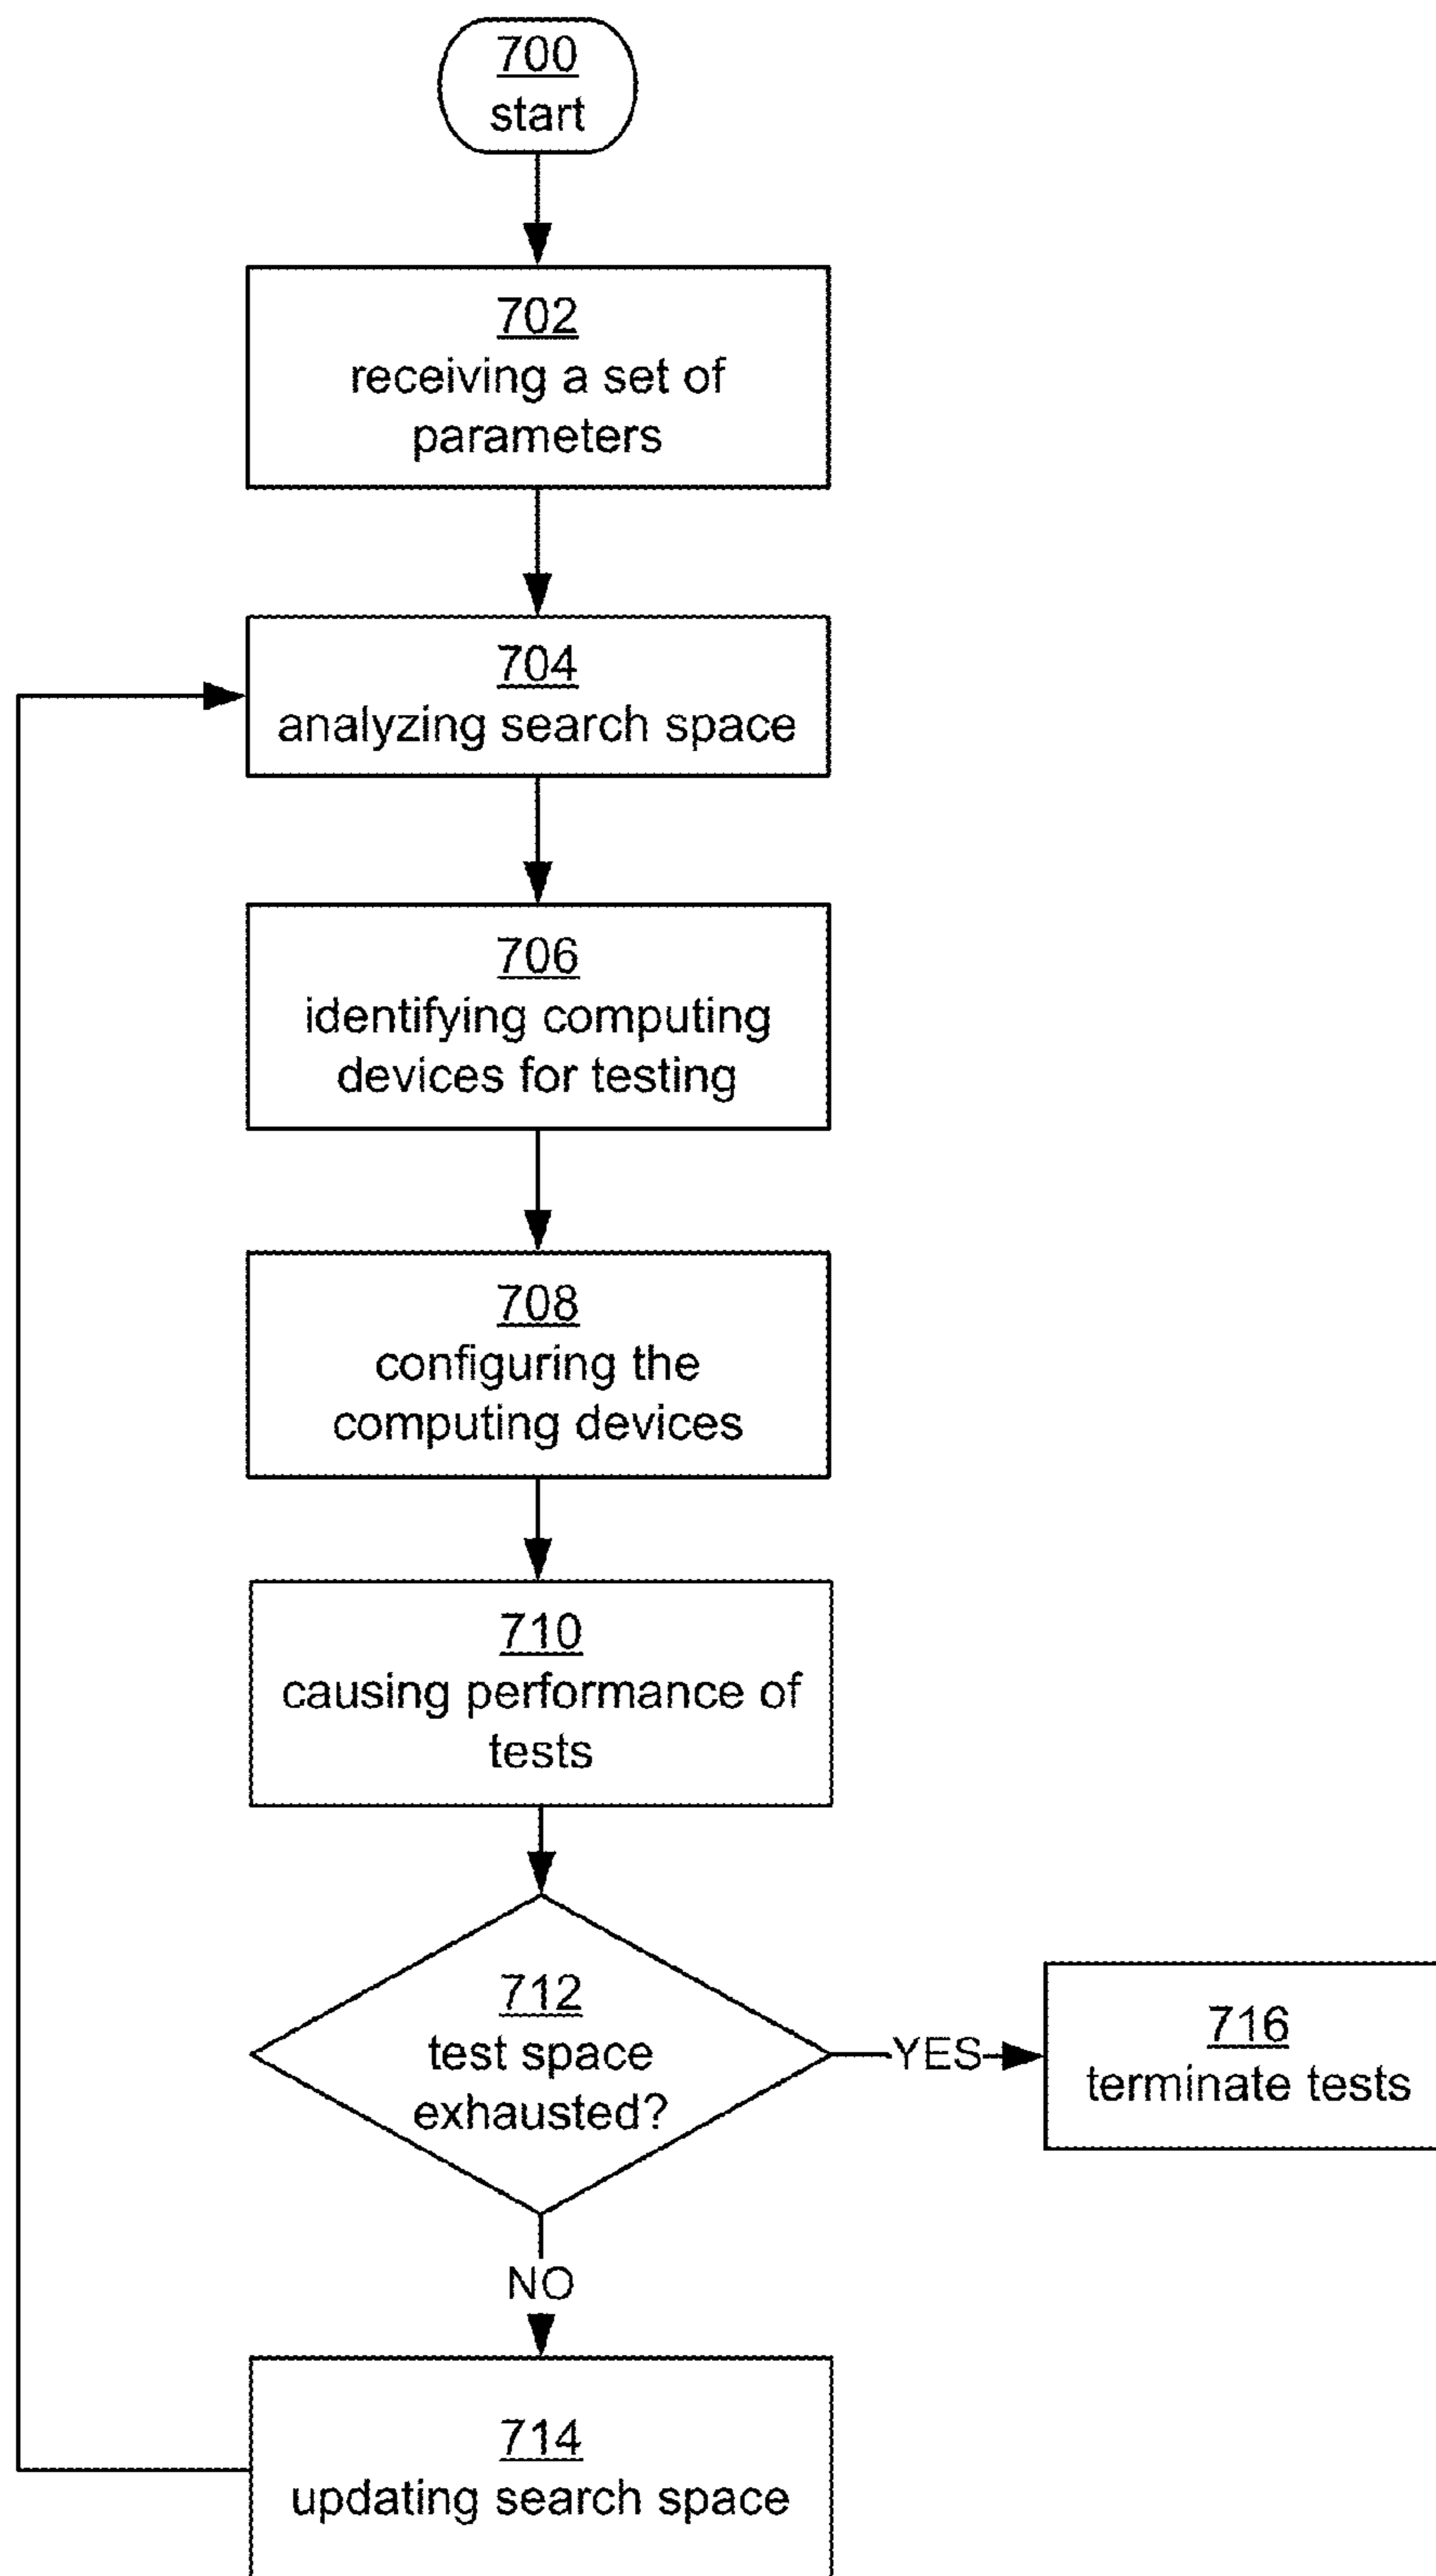 700
start
702
receiving a set of
parameters
704
analyzing search space
706
identifying computing
devices for testing
708
configuring the
computing devices
710
causing performance of
tests
712
test space
exhausted?
YES
716
terminate tests
NO
714
updating search space